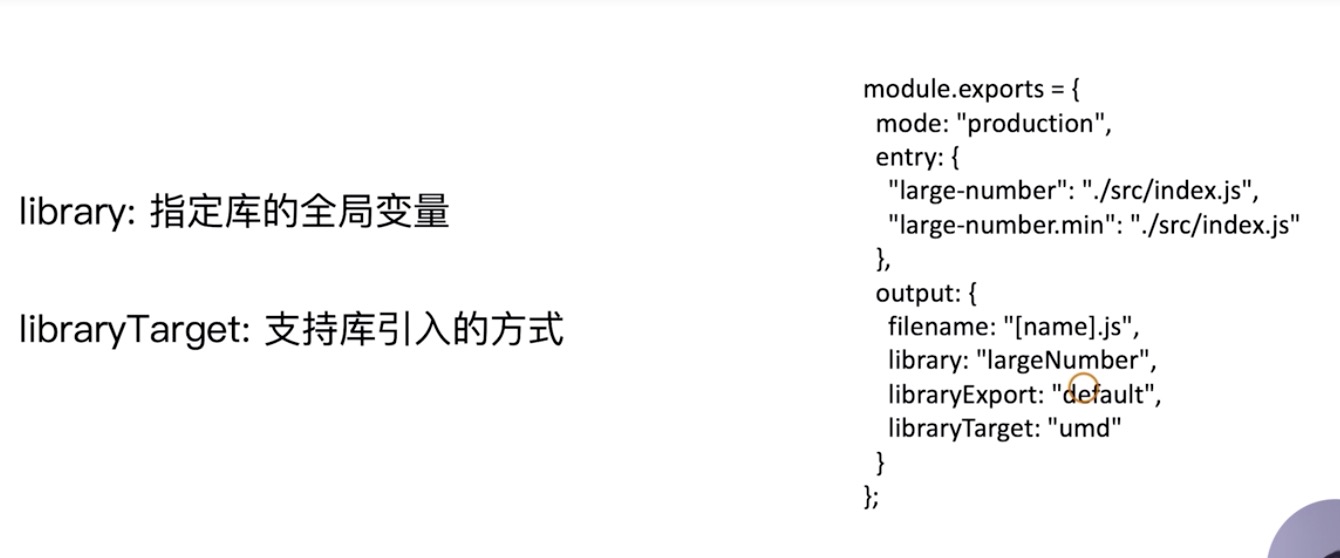 library: 指定库的全局变量
libraryTarget: 支持库引入的方式
module.exports = {
mode: "production",
entry: {
"large-number": "./src/index.js",
"large-number.min": "./src/index.js"
},
output: {
filename: "[name].js",
library: "largeNumber",
libraryExport: "default",
libraryTarget: "umd"
}
};